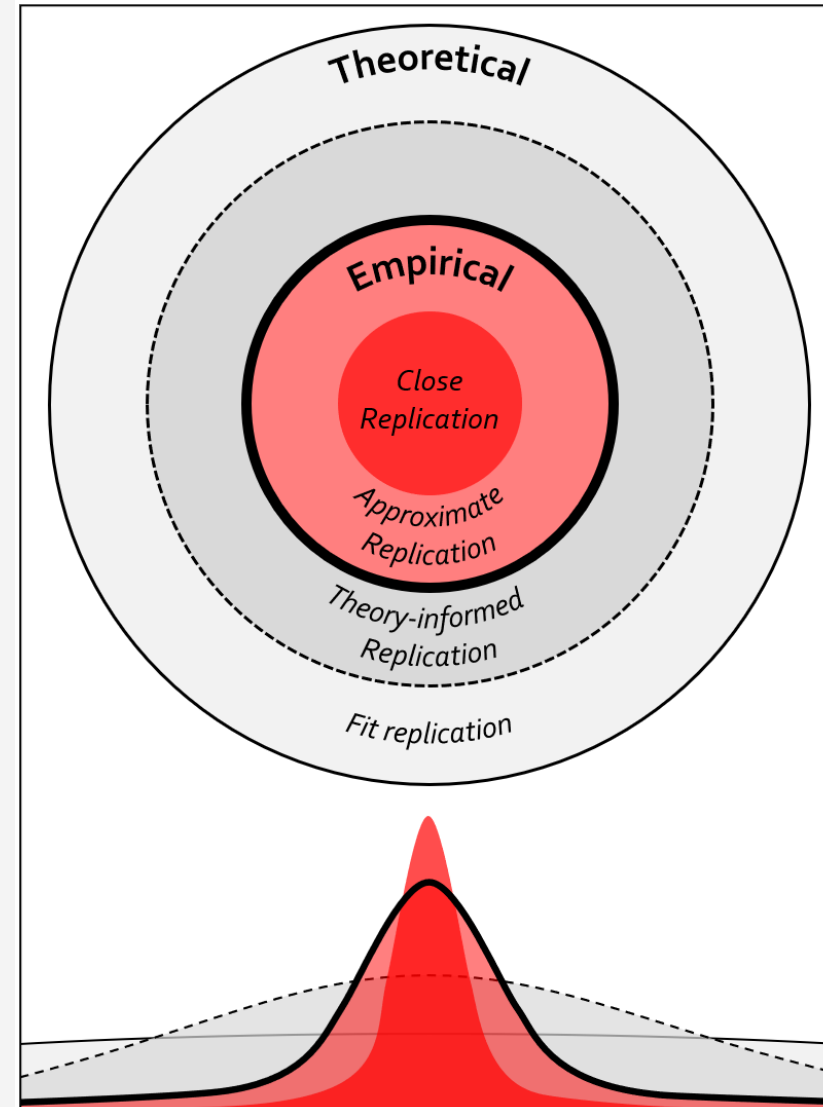 Theoretical
Empirical
Close
Replication
Approximate
Replication
Theory-informed
Replication
Fit replication